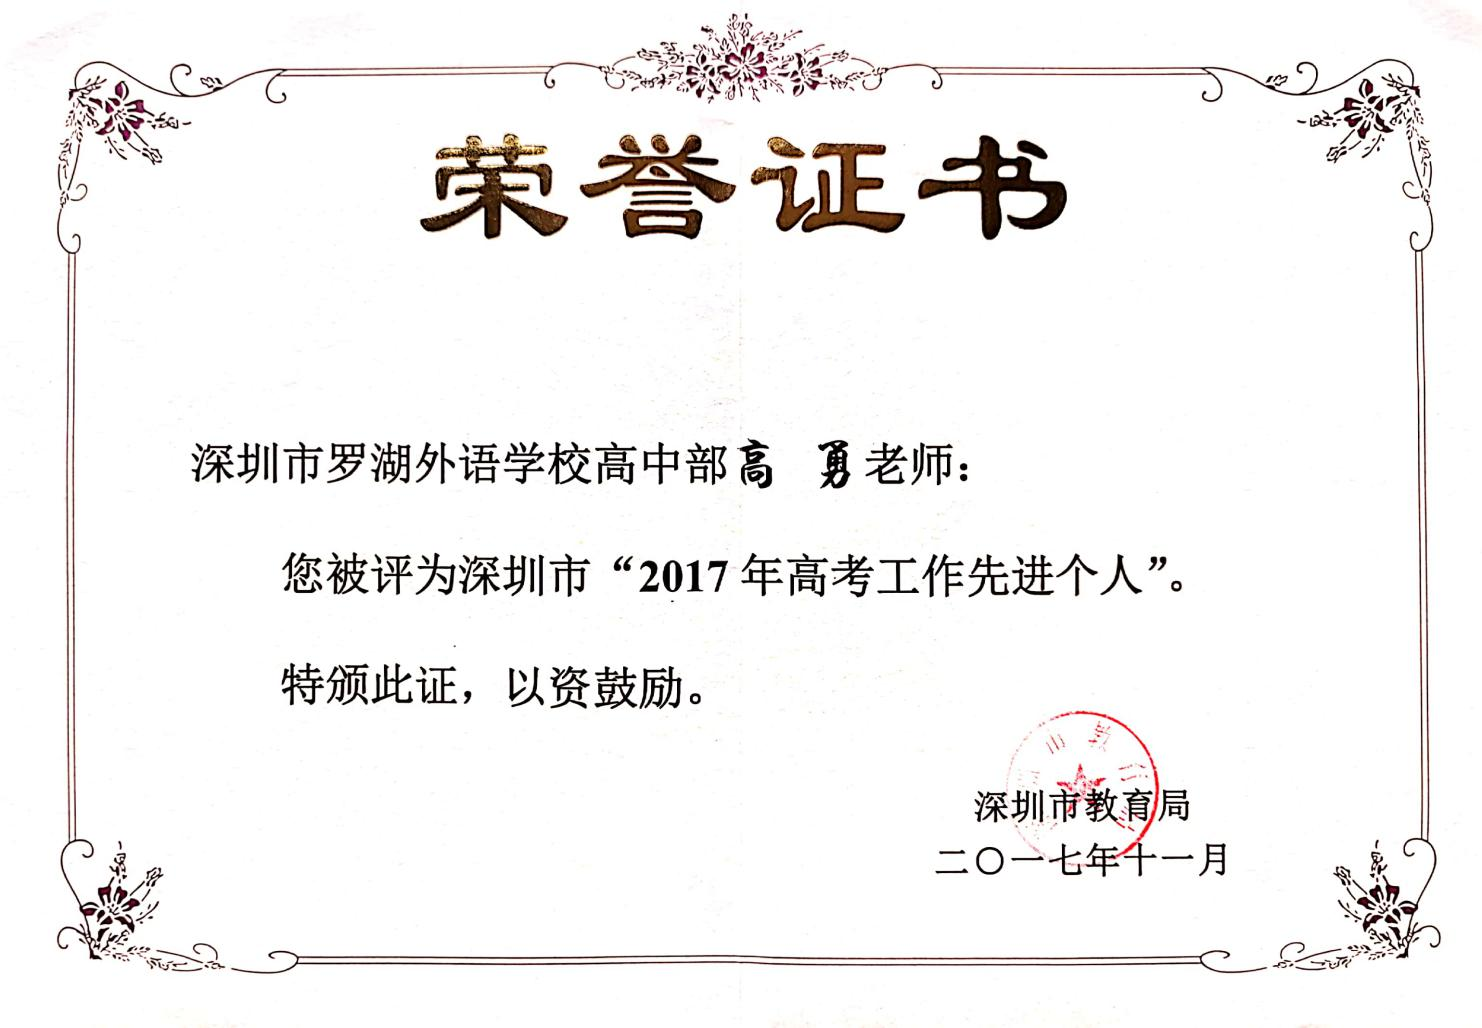 荣誉证书
深圳市罗湖外语学校高中部高 勇老师：
您被评为深圳市“2017年高考工作先进个人”。
特颁此证，以资鼓励。
深圳市教育局
二〇一七年十一月